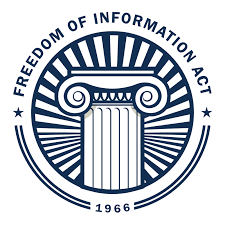 FREEDOM OF INFORMATION ACT
1966